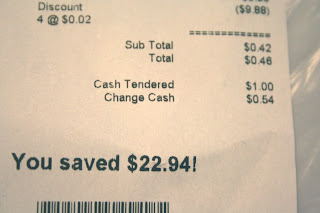 Discount ($9.88)
4 @ $0.02
Sub Total $0.42
Total $0.46
Cash Tendered $1.00
Change Cash $0.54
You saved $22.94!